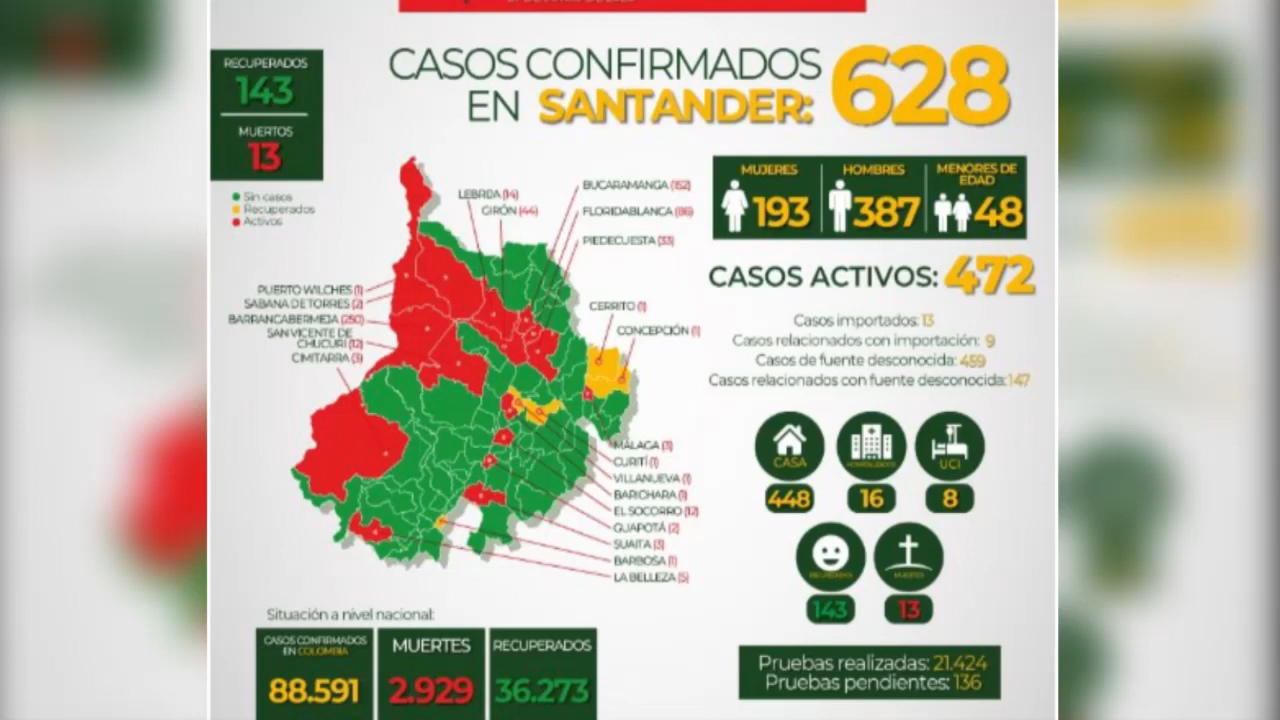 CASOS CONFIRMADOS
EN SANTANDER: 628
RECUPERADOS
143
MUERTOS
13
Sin casos
Recuperados
Activos
MUJERES
193
HOMBRES
387
MENORES DE
EDAD
48
CASOS ACTIVOS: 472
Casos importados: 13
Casos relacionados con importación: 9
Casos de fuente desconocida: 459
Casos relacionados con fuente desconocida: 147
LEBRIJA (14)
GIRÓN (44)
BUCARAMANGA (152)
FLORIDABLANCA (86)
PIEDECUESTA (33)
CERRITO (1)
CONCEPCIÓN (1)
PUERTO WILCHES (1)
SABANA DE TORRES (2)
BARRANCABERMEJA (250)
SAN VICENTE DE
CHUCURÍ (12)
CIMITARRA (3)
MÁLAGA (3)
CURITÍ (1)
VILLANUEVA (1)
BARICHARA (1)
EL SOCORRO (12)
GUAPOTÁ (2)
SUAITA (3)
BARBOSA (1)
LA BELLEZA (5)
CASA
448
HOSPITALIZADOS
16
UCI
8
RECUPERADOS
143
MUERTOS
13
Pruebas realizadas: 21.424
Pruebas pendientes: 136
Situación a nivel nacional:
CASOS CONFIRMADOS
EN COLOMBIA
88.591
MUERTES
2.929
RECUPERADOS
36.273